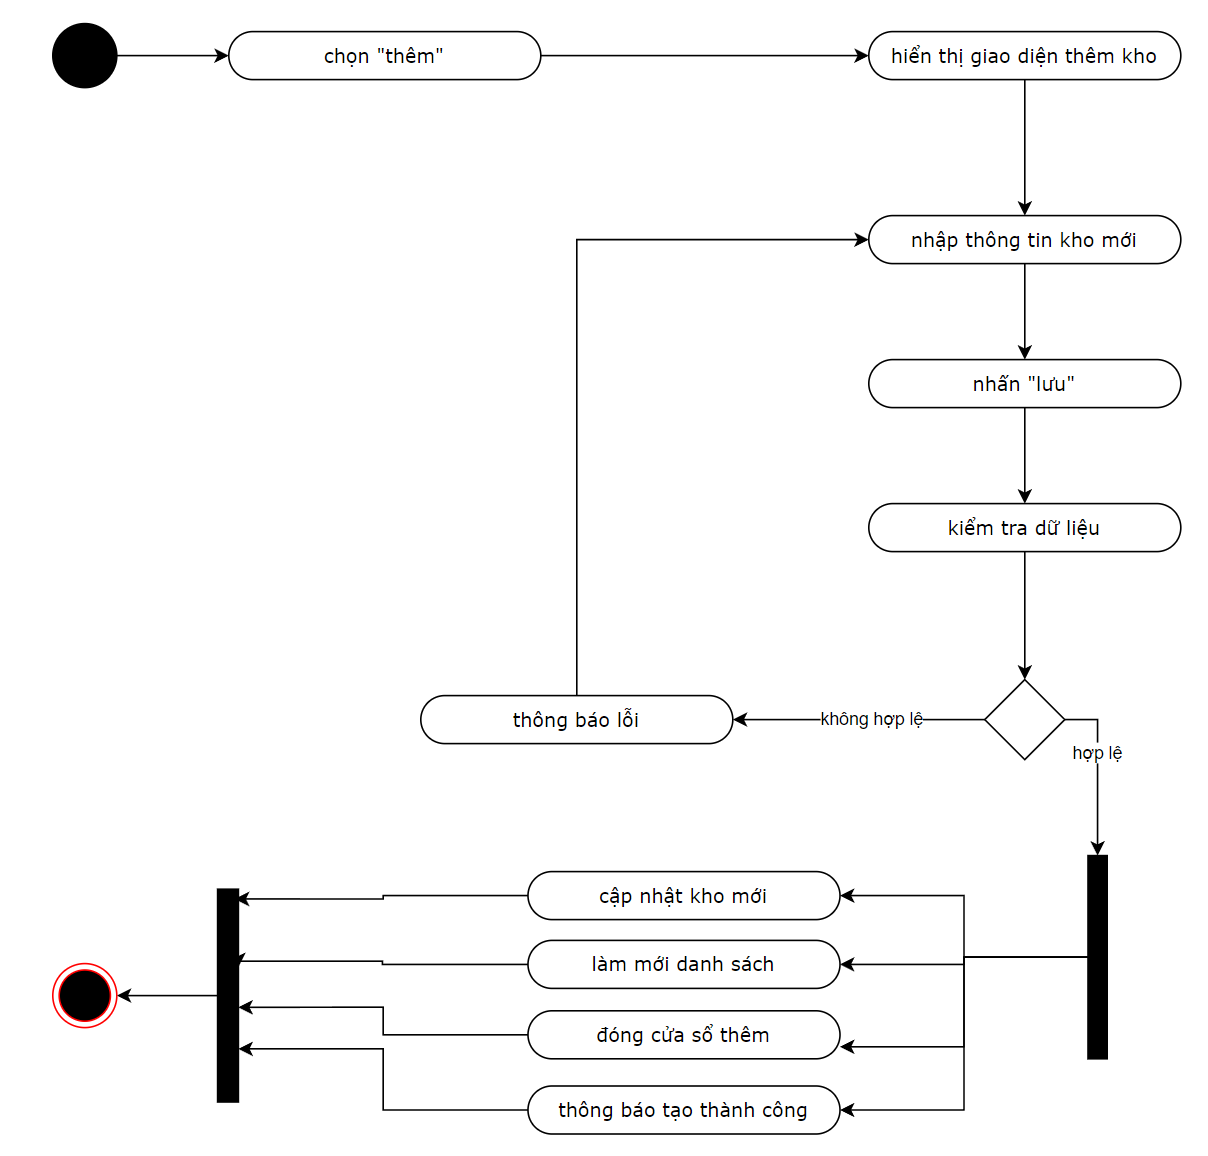 chọn "thêm"
hiển thị giao diện thêm kho
nhập thông tin kho mới
nhấn "lưu"
kiểm tra dữ liệu
thông báo lỗi
không hợp lệ
hợp lệ
cập nhật kho mới
làm mới danh sách
đóng cửa sổ thêm
thông báo tạo thành công